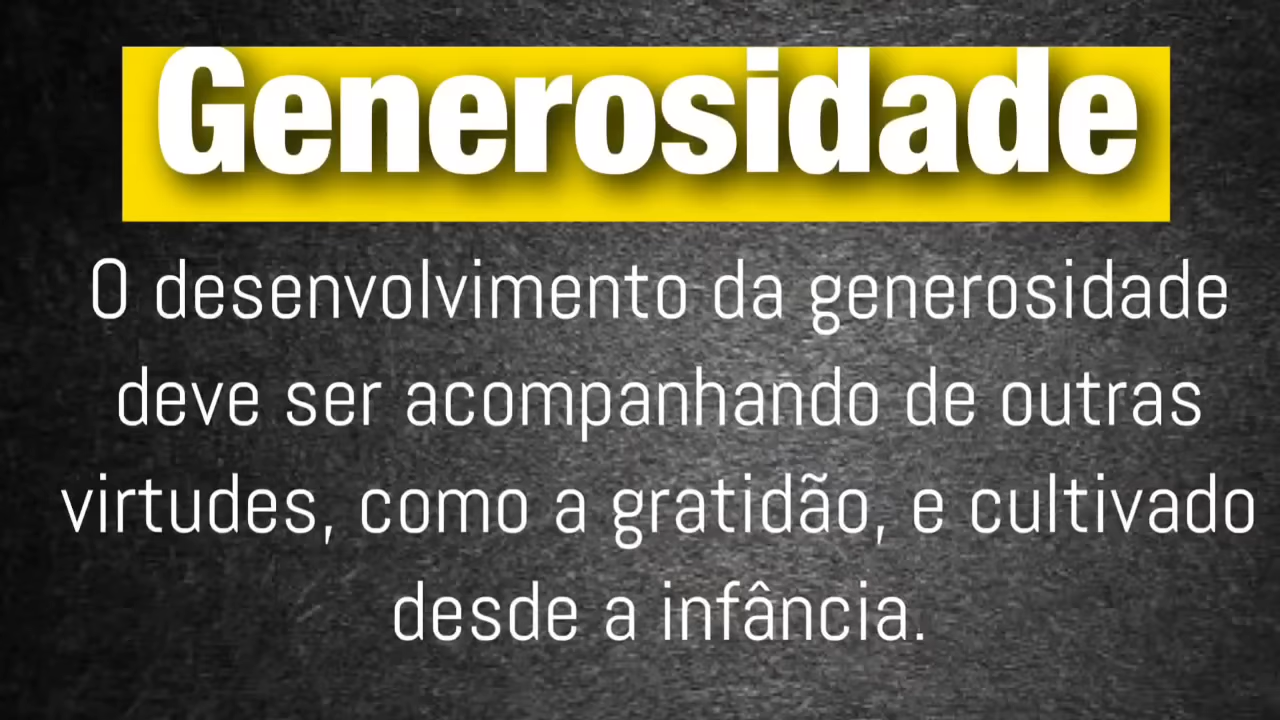 Generosidade
O desenvolvimento da generosidade
deve ser acompanhando de outras
virtudes, como a gratidão, e cultivado
desde a infância.